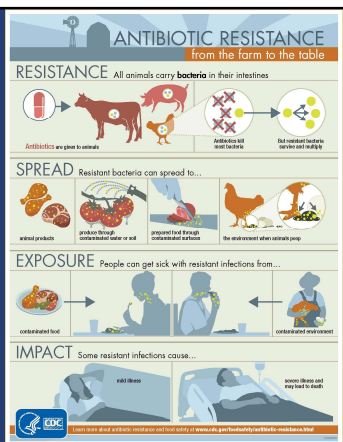 ANTIBIOTIC RESISTANCE
from the farm to the table
RESISTANCE All animals carry bacteria in their intestines
Antibiotics are given to animals
Antibiotics kill
most bacteria
But resistant bacteria
survive and multiply
SPREAD Resistant bacteria can spread to...
animal products
produce through
contaminated water or soil
prepared food through
contaminated surfaces
the environment when animals poop
EXPOSURE People can get sick with resistant infections from...
contaminated food
contaminated environment
IMPACT Some resistant infections cause...
mild illness
severe illness and
may lead to death
CDC
Learn more about antibiotic resistance and food safety at www.cdc.gov/foodsafety/antibiotic-resistance.html